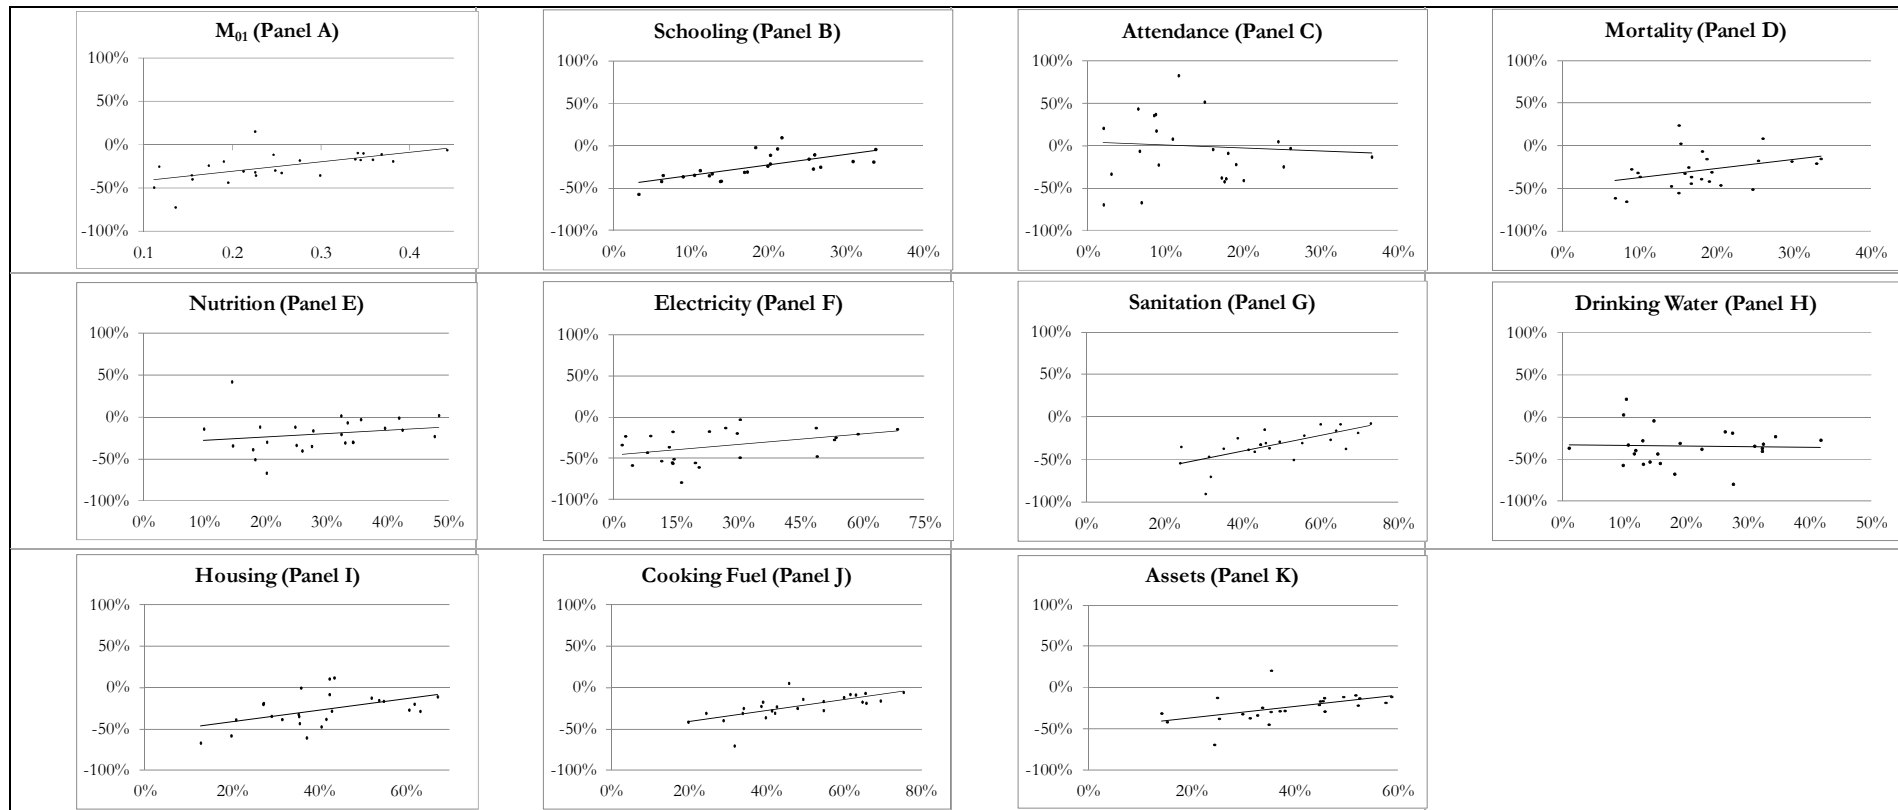 M01 (Panel A)
100%
50%
0%
-50%
-100%
0.1 0.2 0.3 0.4
Schooling (Panel B)
100%
50%
0%
-50%
-100%
0% 10% 20% 30% 40%
Attendance (Panel C)
100%
50%
0%
-50%
-100%
0% 10% 20% 30% 40%
Mortality (Panel D)
100%
50%
0%
-50%
-100%
0% 10% 20% 30% 40%
Nutrition (Panel E)
100%
50%
0%
-50%
-100%
0% 10% 20% 30% 40% 50%
Electricity (Panel F)
100%
50%
0%
-50%
-100%
0% 15% 30% 45% 60% 75%
Sanitation (Panel G)
100%
50%
0%
-50%
-100%
0% 20% 40% 60% 80%
Drinking Water (Panel H)
100%
50%
0%
-50%
-100%
0% 10% 20% 30% 40% 50%
Housing (Panel I)
100%
50%
0%
-50%
-100%
0% 20% 40% 60%
Cooking Fuel (Panel J)
100%
50%
0%
-50%
-100%
0% 20% 40% 60% 80%
Assets (Panel K)
100%
50%
0%
-50%
-100%
0% 20% 40% 60%